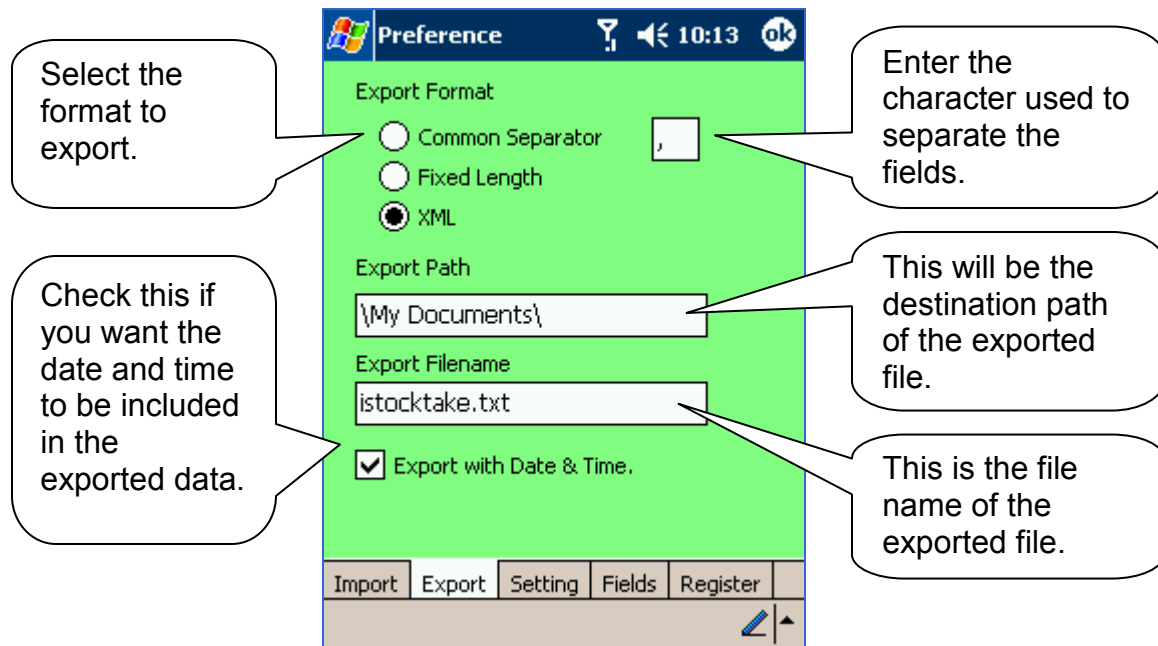 Preference 10:13 ok
Select the
format to
export.
Export Format
Common Separator ,
Fixed Length
XML
Enter the
character used to
separate the
fields.
Export Path
\My Documents\
This will be the
destination path
of the exported
file.
Check this if
you want the
date and time
to be included
in the
exported data.
Export Filename
istocktake.txt
Export with Date & Time.
This is the file
name of the
exported file.
Import Export Setting Fields Register